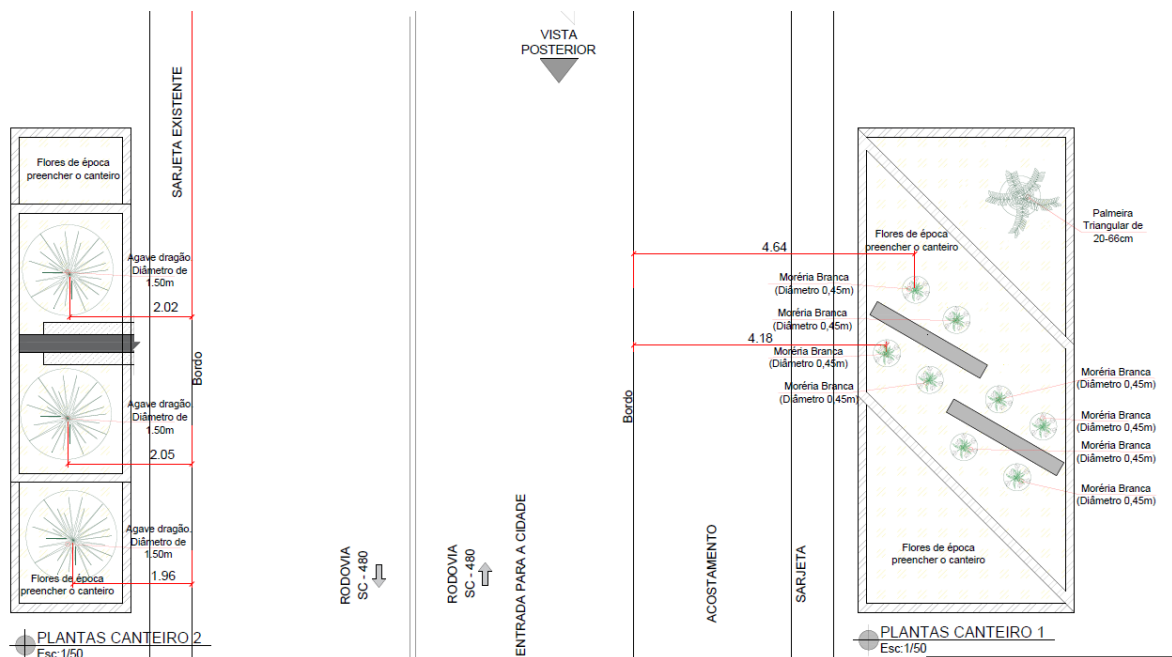 VISTA
POSTERIOR
SARJETA EXISTENTE
Flores de época
preencher o canteiro
Agave dragão.
Diâmetro de
1.50m
2.02
Bordo
Agave dragão.
Diâmetro de
1.50m
2.05
Agave dragão.
Diâmetro de
1.50m
1.96
Flores de época
preencher o canteiro
PLANTAS CANTEIRO 2
Esc:1/50
RODOVIA
SC - 480
RODOVIA
SC - 480
ENTRADA PARA A CIDADE
Bordo
ACOSTAMENTO
SARJETA
4.64
4.18
Flores de época
preencher o canteiro
Palmeira
Triangular de
20-66cm
Moréria Branca
(Diâmetro 0,45m)
Moréria Branca
(Diâmetro 0,45m)
Moréria Branca
(Diâmetro 0,45m)
Moréria Branca
(Diâmetro 0,45m)
Moréria Branca
(Diâmetro 0,45m)
Moréria Branca
(Diâmetro 0,45m)
Moréria Branca
(Diâmetro 0,45m)
Moréria Branca
(Diâmetro 0,45m)
Flores de época
preencher o canteiro
PLANTAS CANTEIRO 1
Esc:1/50